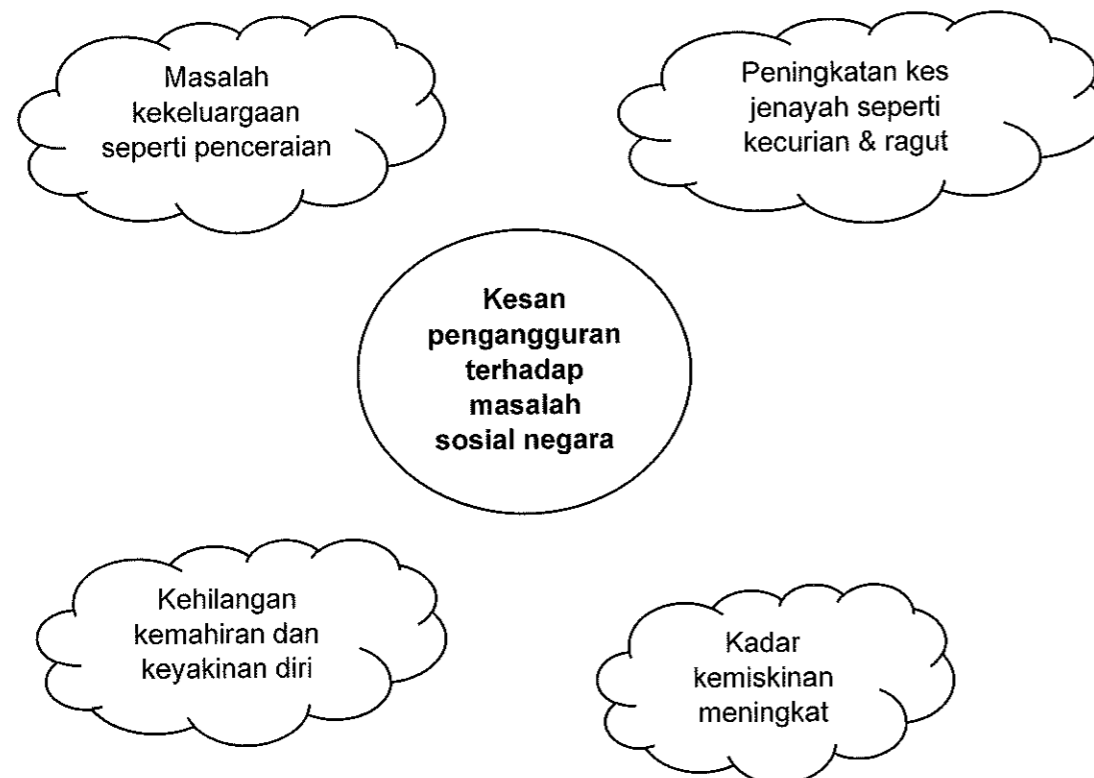 Masalah
kekeluargaan
seperti penceraian
Peningkatan kes
jenayah seperti
kecurian & ragut
Kesan
pengangguran
terhadap
masalah
sosial negara
Kehilangan
kemahiran dan
keyakinan diri
Kadar
kemiskinan
meningkat